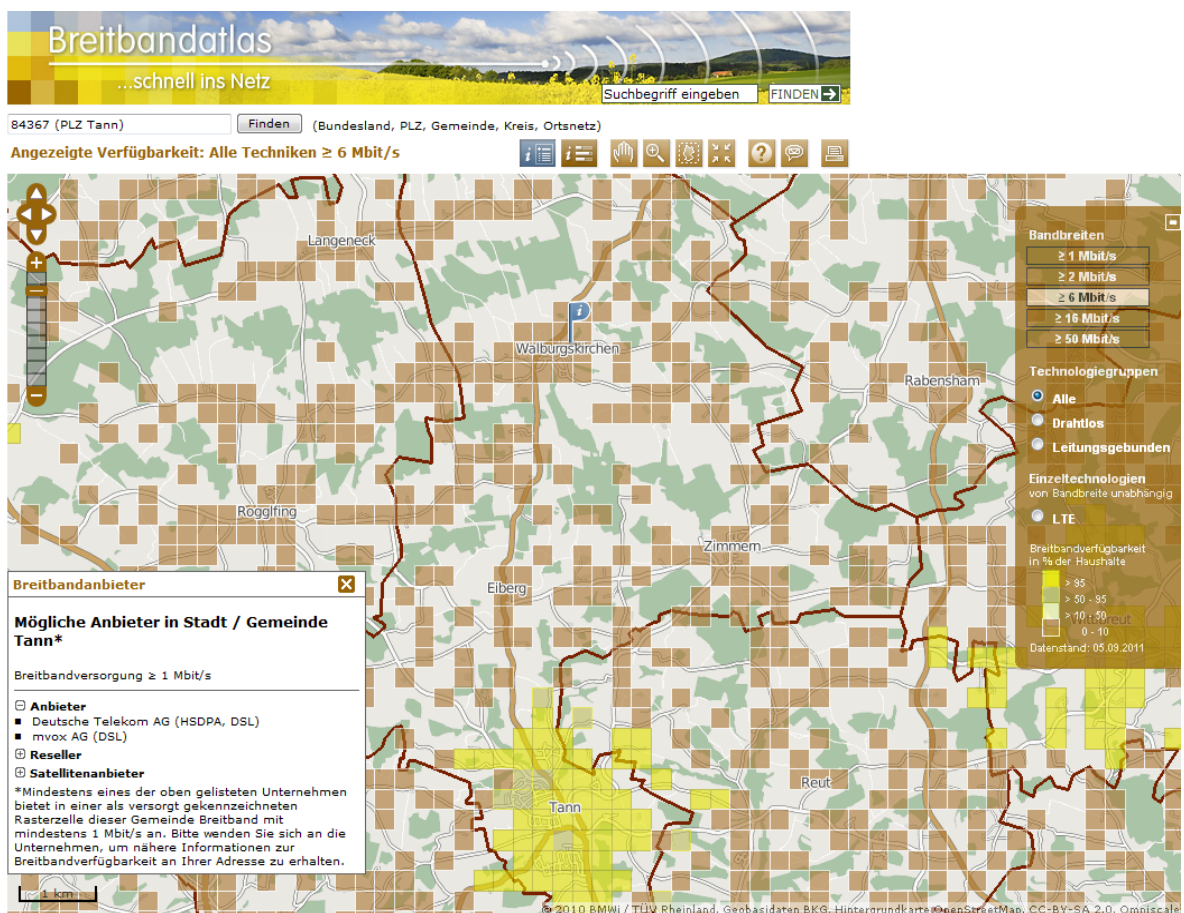 Breitbandatlas
...schnell ins Netz
Suchbegriff eingeben
FINDEN
84367 (PLZ Tann)
Finden
(Bundesland, PLZ, Gemeinde, Kreis, Ortsnetz)
Angezeigte Verfügbarkeit: Alle Techniken ≥ 6 Mbit/s
Langeneck
Walburgskirchen
Rabensham
Rogglfing
Zimmern
Eiberg
Reut
Tann
Bandbreiten
≥ 1 Mbit/s
≥ 2 Mbit/s
≥ 6 Mbit/s
≥ 16 Mbit/s
≥ 50 Mbit/s
Technologiegruppen
Alle
Drahtlos
Leitungsgebunden
Einzeltechnologien
von Bandbreite unabhängig
LTE
Breitbandverfügbarkeit
in % der Haushalte
> 95
> 50 - 95
> 10 - 50
0 - 10
Wittibreut
Datenstand: 05.09.2011
Breitbandanbieter
Mögliche Anbieter in Stadt / Gemeinde
Tann*
Breitbandversorgung ≥ 1 Mbit/s
Anbieter
Deutsche Telekom AG (HSDPA, DSL)
mvox AG (DSL)
Reseller
Satellitenanbieter
*Mindestens eines der oben gelisteten Unternehmen
bietet in einer als versorgt gekennzeichneten
Rasterzelle dieser Gemeinde Breitband mit
mindestens 1 Mbit/s an. Bitte wenden Sie sich an die
Unternehmen, um nähere Informationen zur
Breitbandverfügbarkeit an Ihrer Adresse zu erhalten.
1 km
© 2010 BMWi / TÜV Rheinland, Geobasidaten BKG, Hintergrundkarte OpenStreetMap, CC-BY-SA 2.0, Omniscale